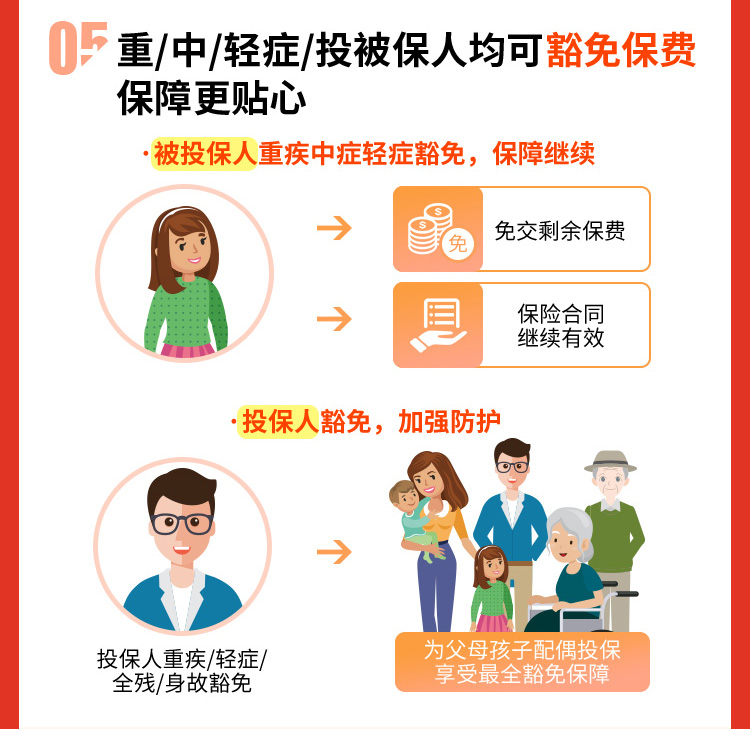 05
重/中/轻症/投被保人均可豁免保费
保障更贴心
·被投保人重疾中症轻症豁免，保障继续
$
$
免
免交剩余保费
保险合同
继续有效
·投保人豁免，加强防护
投保人重疾/轻症/
全残/身故豁免
为父母孩子配偶投保
享受最全豁免保障